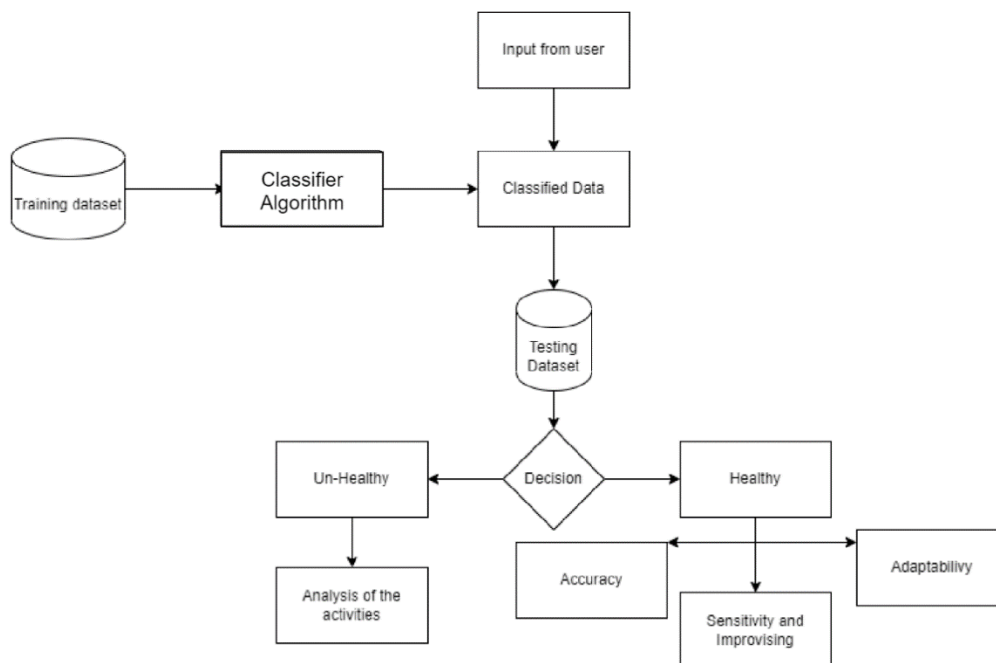 Input from user
Training dataset
Classifier
Algorithm
Classified Data
Testing
Dataset
Un-Healthy
Decision
Healthy
Analysis of the
activities
Accuracy
Adaptabilivy
Sensitivity and
Improvising